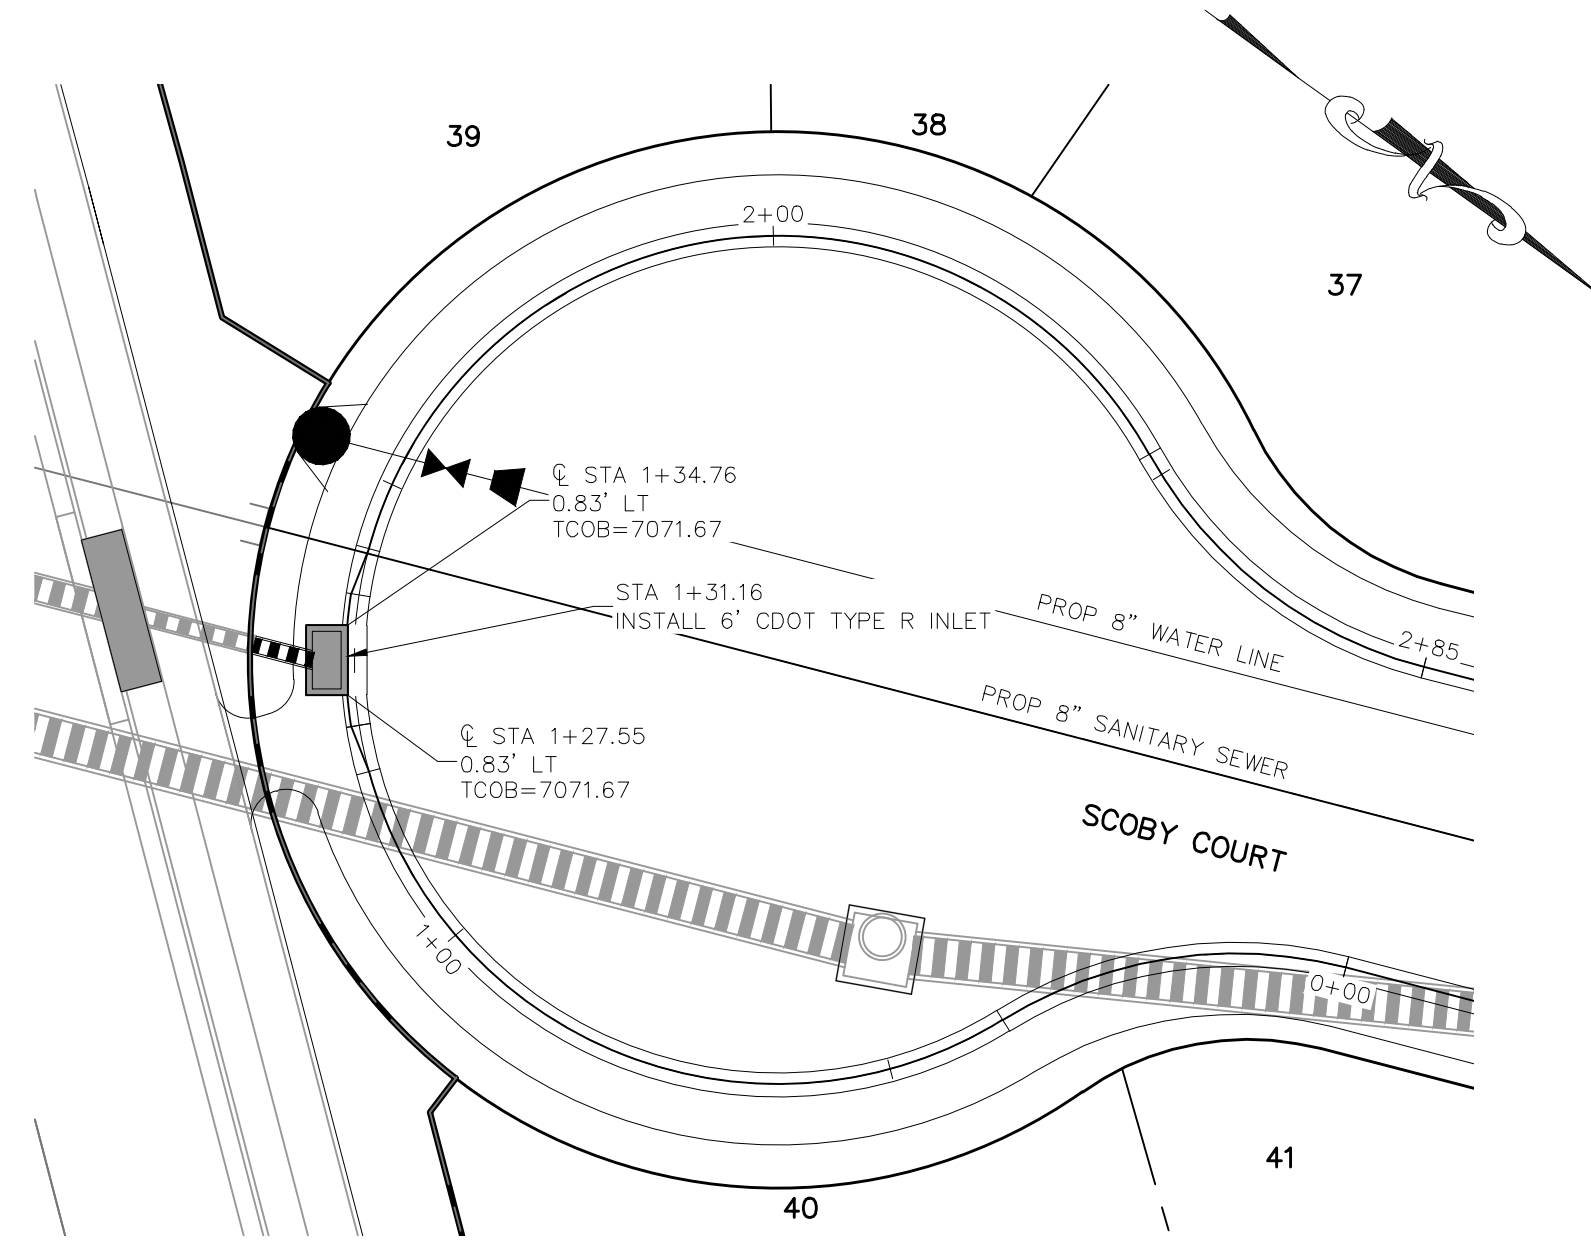 39
38
2+00
37
℄ STA 1+34.76
0.83' LT
TCOB=7071.67
STA 1+31.16
INSTALL 6' CDOT TYPE R INLET
PROP 8" WATER LINE
2+85
PROP 8" SANITARY SEWER
℄ STA 1+27.55
0.83' LT
TCOB=7071.67
SCOBY COURT
1+00
0+00
41
40